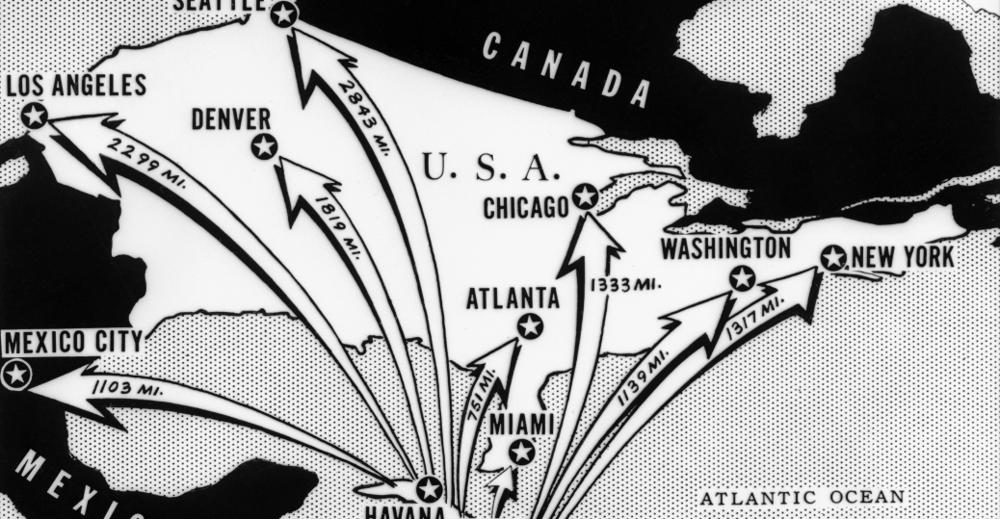 SEATTLE
CANADA
LOS ANGELES
DENVER
2843 MI.
2299 MI.
U. S. A.
CHICAGO
1819 MI.
WASHINGTON
NEW YORK
ATLANTA
1333 MI.
1317 MI.
MEXICO CITY
1103 MI.
751 MI.
1139 MI.
MIAMI
MEXIC
HAVANA
ATLANTIC OCEAN